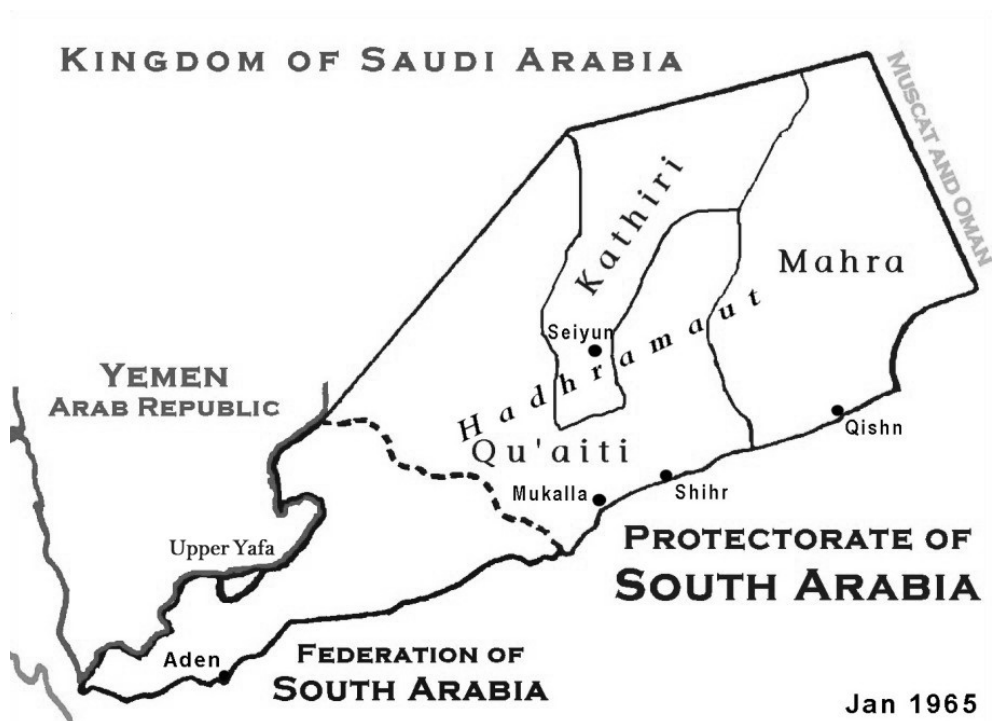 KINGDOM OF SAUDI ARABIA
MUSCAT AND OMAN
Kathiri
Mahra
Seiyun
Hadhramaut
YEMEN
ARAB REPUBLIC
Qu'aiti
Qishn
Mukalla
Shihr
Upper Yafa
PROTECTORATE OF
SOUTH ARABIA
Aden
FEDERATION OF
SOUTH ARABIA
Jan 1965